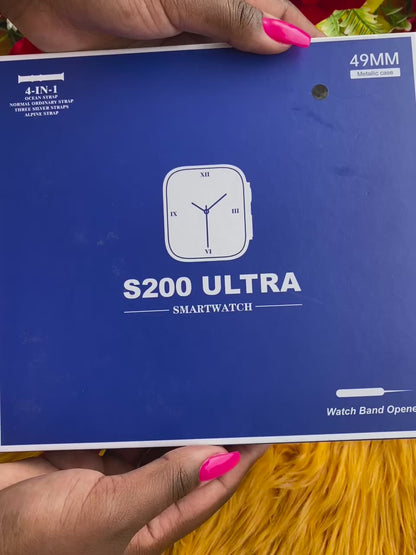 4-IN-1
OCEAN STRAP
NORMAL ORDINARY STRAP
THREE SILVER STRAPS
ALPINE STRAP
49MM
Metallic case
XII
IX
III
VI
S200 ULTRA
SMARTWATCH
Watch Band Opene